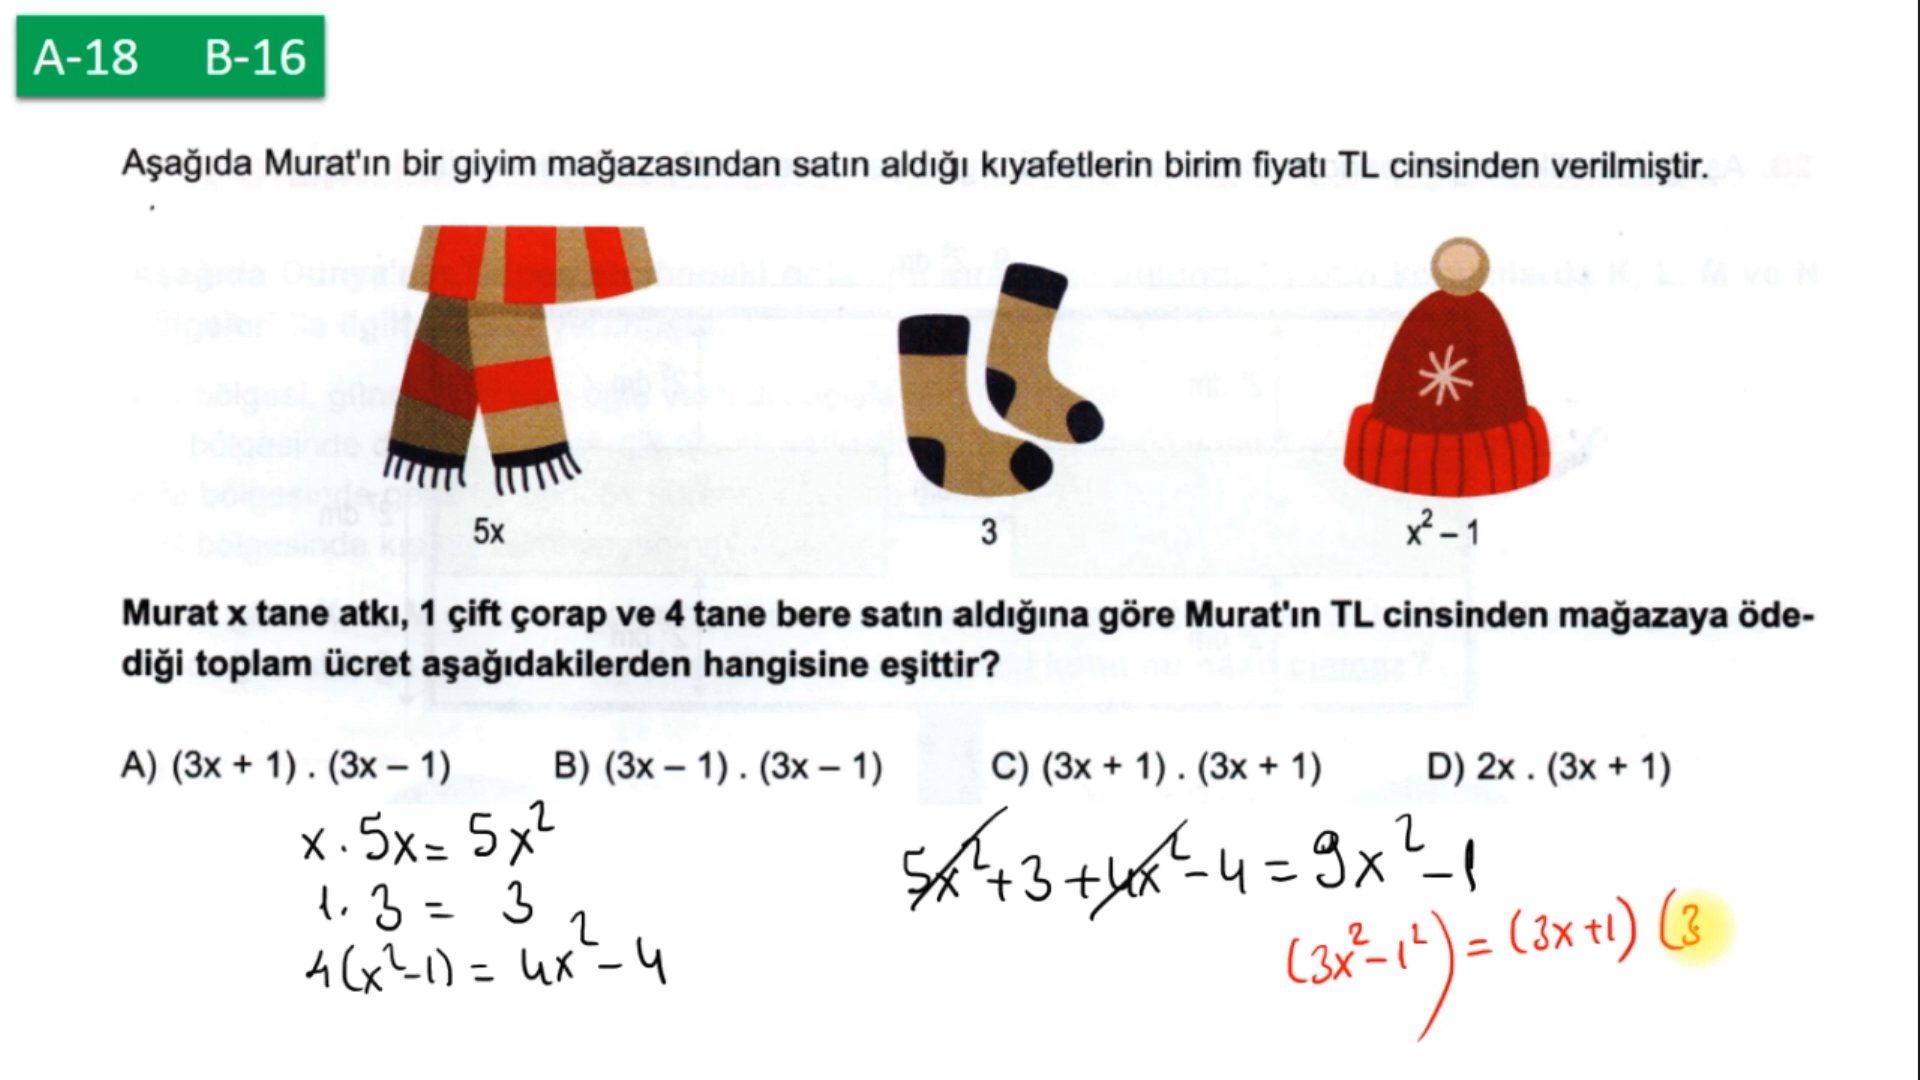 A-18 B-16
Aşağıda Murat'ın bir giyim mağazasından satın aldığı kıyafetlerin birim fiyatı TL cinsinden verilmiştir.
5x 3 x² – 1
Murat x tane atkı, 1 çift çorap ve 4 tane bere satın aldığına göre Murat'ın TL cinsinden mağazaya öde-
diği toplam ücret aşağıdakilerden hangisine eşittir?
A) (3x + 1) . (3x – 1) B) (3x – 1) . (3x – 1) C) (3x + 1) . (3x + 1) D) 2x . (3x + 1)
x . 5x = 5x²
1 . 3 = 3
4(x²-1) = 4x² - 4
5x² + 3 + 4x² - 4 = 9x² - 1
(3x² - 1²) = (3x + 1) (3